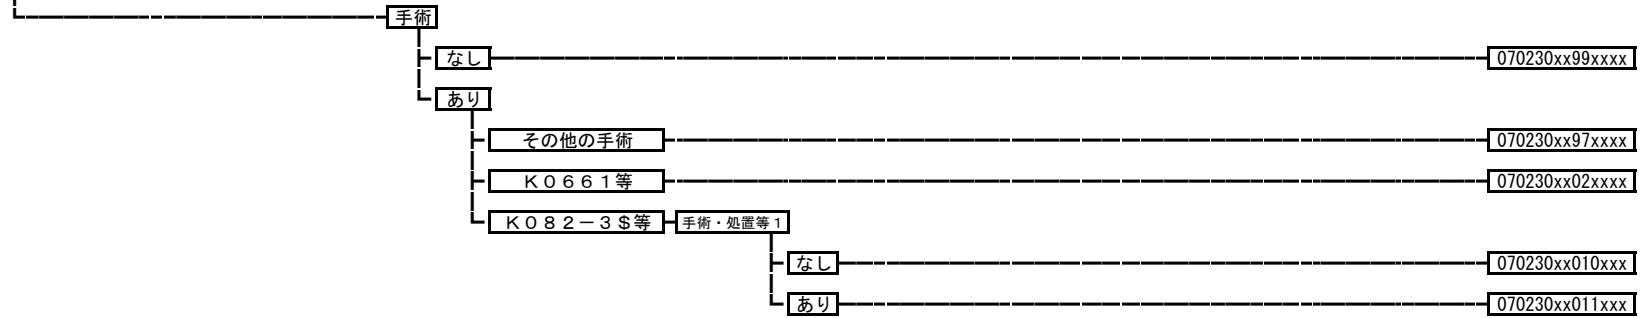 手術
なし 070230xx99xxxx
あり
その他の手術 070230xx97xxxx
Ｋ０６６１等 070230xx02xxxx
Ｋ０８２－３＄等 手術・処置等１
なし 070230xx010xxx
あり 070230xx011xxx